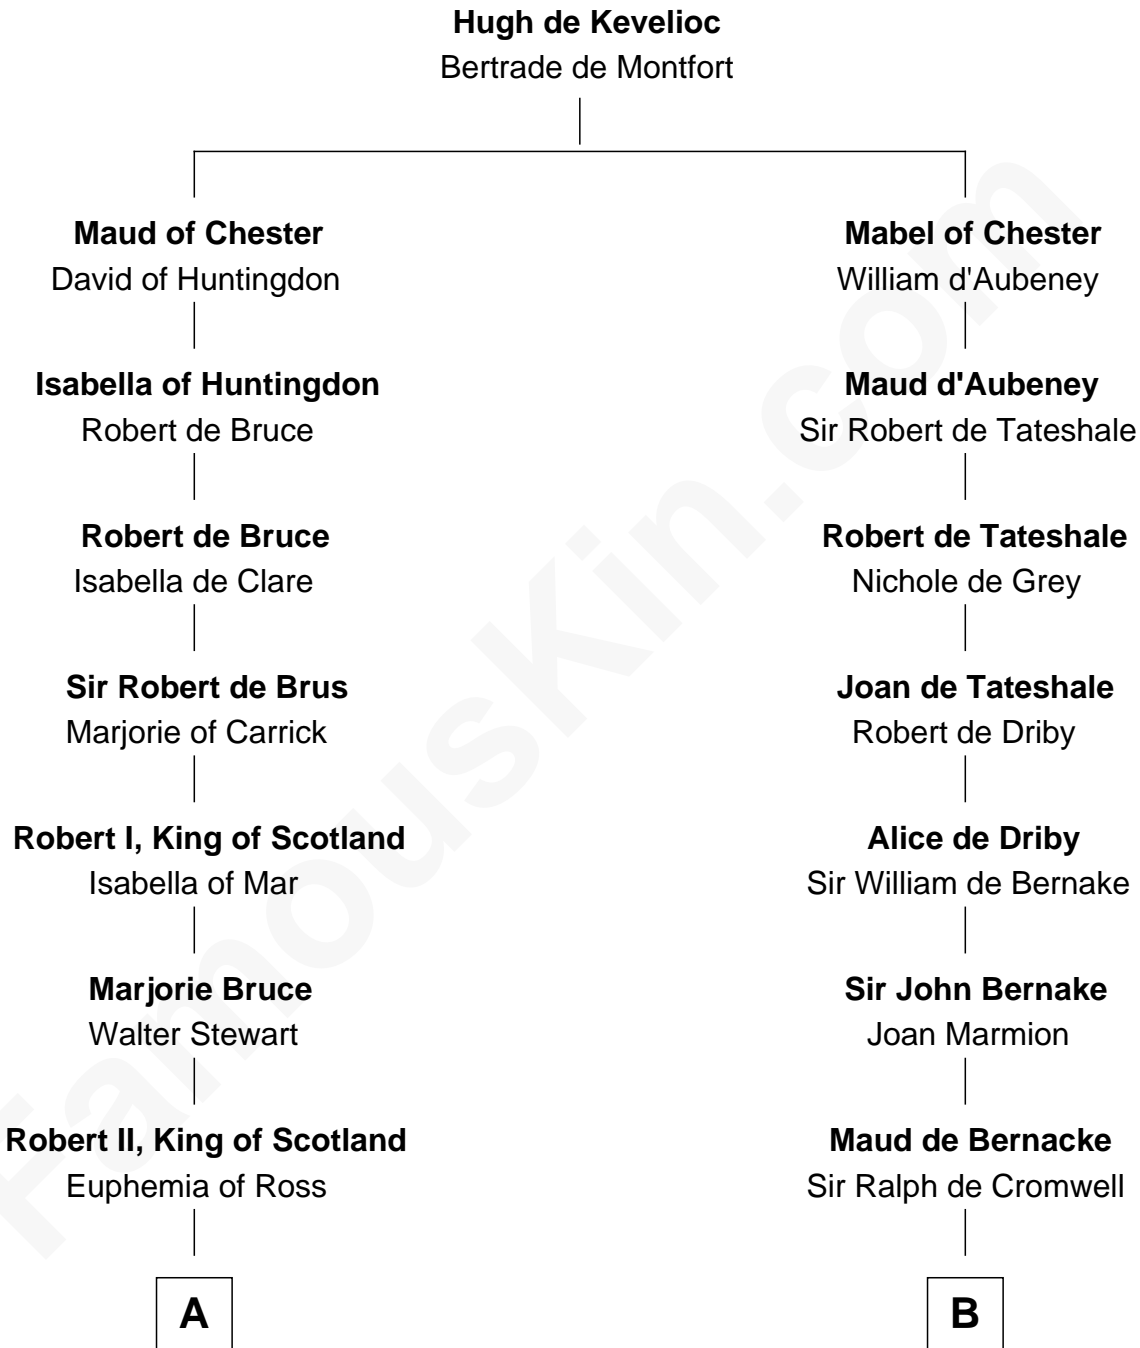 Hugh de Kevelioc
Bertrade de Montfort
Maud of Chester
David of Huntingdon
Mabel of Chester
William d'Aubeney
Isabella of Huntingdon
Robert de Bruce
Maud d'Aubeney
Sir Robert de Tateshale
Robert de Bruce
Isabella de Clare
Robert de Tateshale
Nichole de Grey
Sir Robert de Brus
Marjorie of Carrick
Joan de Tateshale
Robert de Driby
Robert I, King of Scotland
Isabella of Mar
Alice de Driby
Sir William de Bernake
Marjorie Bruce
Walter Stewart
Sir John Bernake
Joan Marmion
Robert II, King of Scotland
Euphemia of Ross
Maud de Bernacke
Sir Ralph de Cromwell
A
B
FamousKin.com